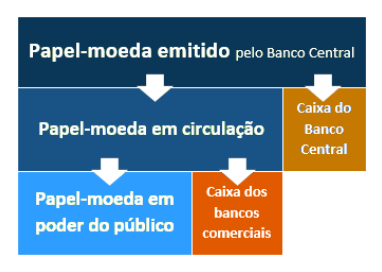 Papel-moeda emitido pelo Banco Central
Papel-moeda em circulação
Caixa do
Banco
Central
Papel-moeda em
poder do público
Caixa dos
bancos
comerciais